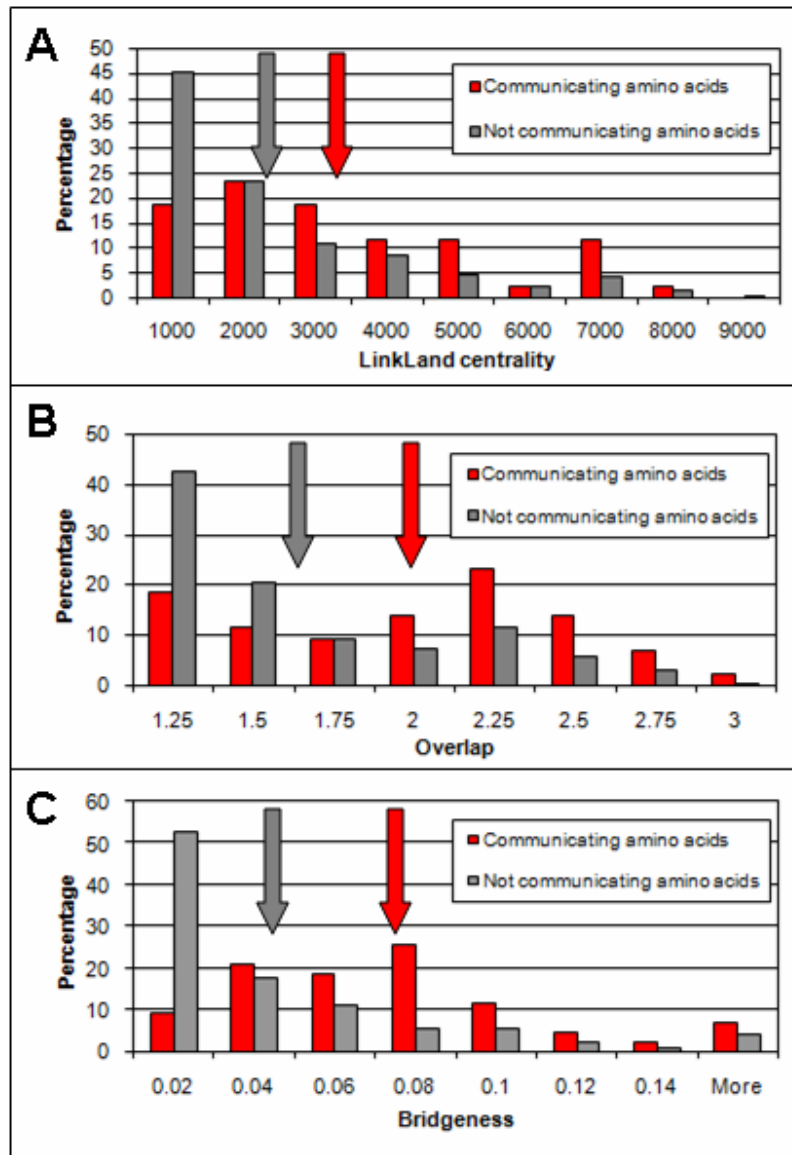 A
50
45
40
35
30
25
20
15
10
5
0
Percentage
Communicating amino acids
Not communicating amino acids
1000 2000 3000 4000 5000 6000 7000 8000 9000
LinkLand centrality
B
50
40
30
20
10
0
Percentage
Communicating amino acids
Not communicating amino acids
1.25 1.5 1.75 2 2.25 2.5 2.75 3
Overlap
C
60
50
40
30
20
10
0
Percentage
Communicating amino acids
Not communicating amino acids
0.02 0.04 0.06 0.08 0.1 0.12 0.14 More
Bridgeness